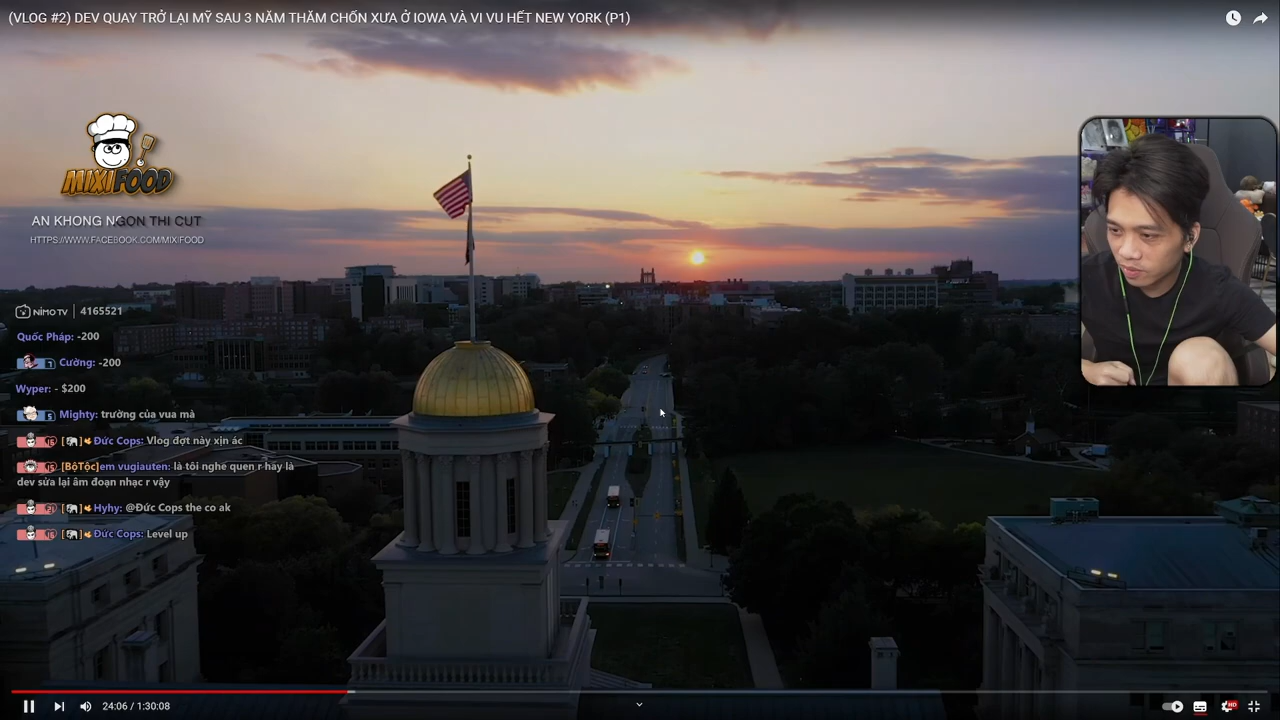 (VLOG #2) DEV QUAY TRỞ LẠI MỸ SAU 3 NĂM THĂM CHỐN XƯA Ở IOWA VÀ VI VU HẾT NEW YORK (P1)
MIXIFOOD
AN KHONG NGON THI CUT
HTTPS://WWW.FACEBOOK.COM/MIXIFOOD
NIMO TV | 4165521
Quốc Pháp: -200
7 Cường: -200
Wyper: - $200
5 Mighty: trường của vua mà
Đức Cops: Vlog đợt này xịn ác
[BộTộc]em vugiauten: là tôi nghe quen r hay là
dev sửa lại âm đoạn nhạc r vậy
Hyhy: @Đức Cops the co ak
Đức Cops: Level up
24:06 / 1:30:08
HD